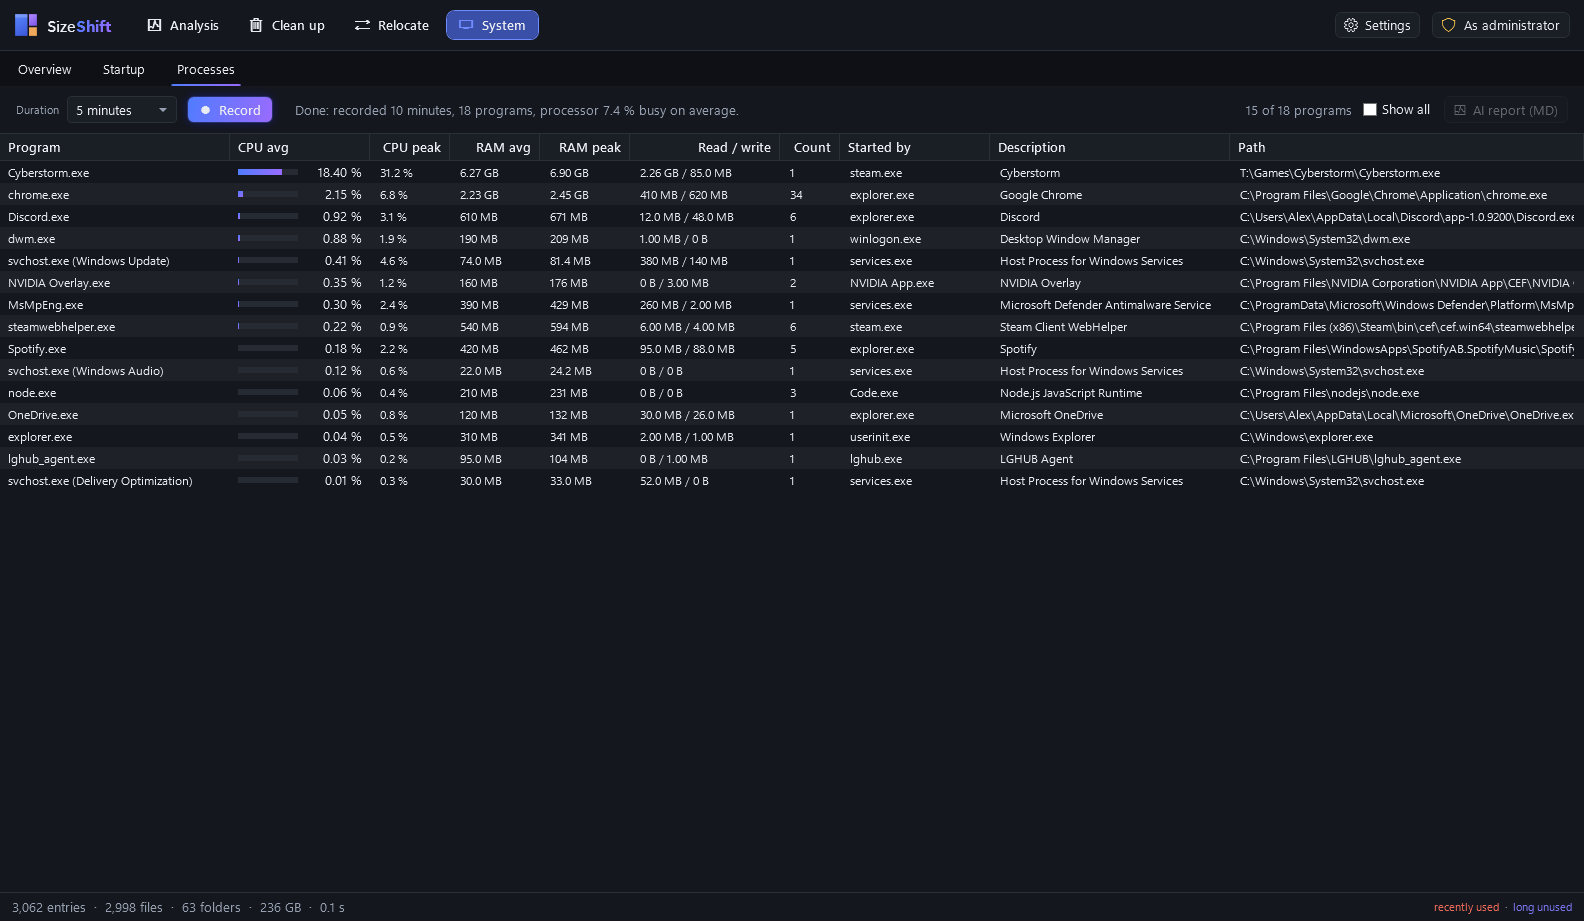 SizeShift Analysis Clean up Relocate System Settings As administrator
Overview Startup Processes
Duration 5 minutes Record Done: recorded 10 minutes, 18 programs, processor 7.4 % busy on average. 15 of 18 programs Show all AI report (MD)
Program CPU avg CPU peak RAM avg RAM peak Read / write Count Started by Description Path
Cyberstorm.exe 18.40 % 31.2 % 6.27 GB 6.90 GB 2.26 GB / 85.0 MB 1 steam.exe Cyberstorm T:\Games\Cyberstorm\Cyberstorm.exe
chrome.exe 2.15 % 6.8 % 2.23 GB 2.45 GB 410 MB / 620 MB 34 explorer.exe Google Chrome C:\Program Files\Google\Chrome\Application\chrome.exe
Discord.exe 0.92 % 3.1 % 610 MB 671 MB 12.0 MB / 48.0 MB 6 explorer.exe Discord C:\Users\Alex\AppData\Local\Discord\app-1.0.9200\Discord.exe
dwm.exe 0.88 % 1.9 % 190 MB 209 MB 1.00 MB / 0 B 1 winlogon.exe Desktop Window Manager C:\Windows\System32\dwm.exe
svchost.exe (Windows Update) 0.41 % 4.6 % 74.0 MB 81.4 MB 380 MB / 140 MB 1 services.exe Host Process for Windows Services C:\Windows\System32\svchost.exe
NVIDIA Overlay.exe 0.35 % 1.2 % 160 MB 176 MB 0 B / 3.00 MB 2 NVIDIA App.exe NVIDIA Overlay C:\Program Files\NVIDIA Corporation\NVIDIA App\CEF\NVIDIA
MsMpEng.exe 0.30 % 2.4 % 390 MB 429 MB 260 MB / 2.00 MB 1 services.exe Microsoft Defender Antimalware Service C:\ProgramData\Microsoft\Windows Defender\Platform\MsMp
steamwebhelper.exe 0.22 % 0.9 % 540 MB 594 MB 6.00 MB / 4.00 MB 6 steam.exe Steam Client WebHelper C:\Program Files (x86)\Steam\bin\cef\cef.win64\steamwebhelpe
Spotify.exe 0.18 % 2.2 % 420 MB 462 MB 95.0 MB / 88.0 MB 5 explorer.exe Spotify C:\Program Files\WindowsApps\SpotifyAB.SpotifyMusic\Spotify
svchost.exe (Windows Audio) 0.12 % 0.6 % 22.0 MB 24.2 MB 0 B / 0 B 1 services.exe Host Process for Windows Services C:\Windows\System32\svchost.exe
node.exe 0.06 % 0.4 % 210 MB 231 MB 0 B / 0 B 3 Code.exe Node.js JavaScript Runtime C:\Program Files\nodejs\node.exe
OneDrive.exe 0.05 % 0.8 % 120 MB 132 MB 30.0 MB / 26.0 MB 1 explorer.exe Microsoft OneDrive C:\Users\Alex\AppData\Local\Microsoft\OneDrive\OneDrive.ex
explorer.exe 0.04 % 0.5 % 310 MB 341 MB 2.00 MB / 1.00 MB 1 userinit.exe Windows Explorer C:\Windows\explorer.exe
lghub_agent.exe 0.03 % 0.2 % 95.0 MB 104 MB 0 B / 1.00 MB 1 lghub.exe LGHUB Agent C:\Program Files\LGHUB\lghub_agent.exe
svchost.exe (Delivery Optimization) 0.01 % 0.3 % 30.0 MB 33.0 MB 52.0 MB / 0 B 1 services.exe Host Process for Windows Services C:\Windows\System32\svchost.exe
3,062 entries · 2,998 files · 63 folders · 236 GB · 0.1 s recently used · long unused